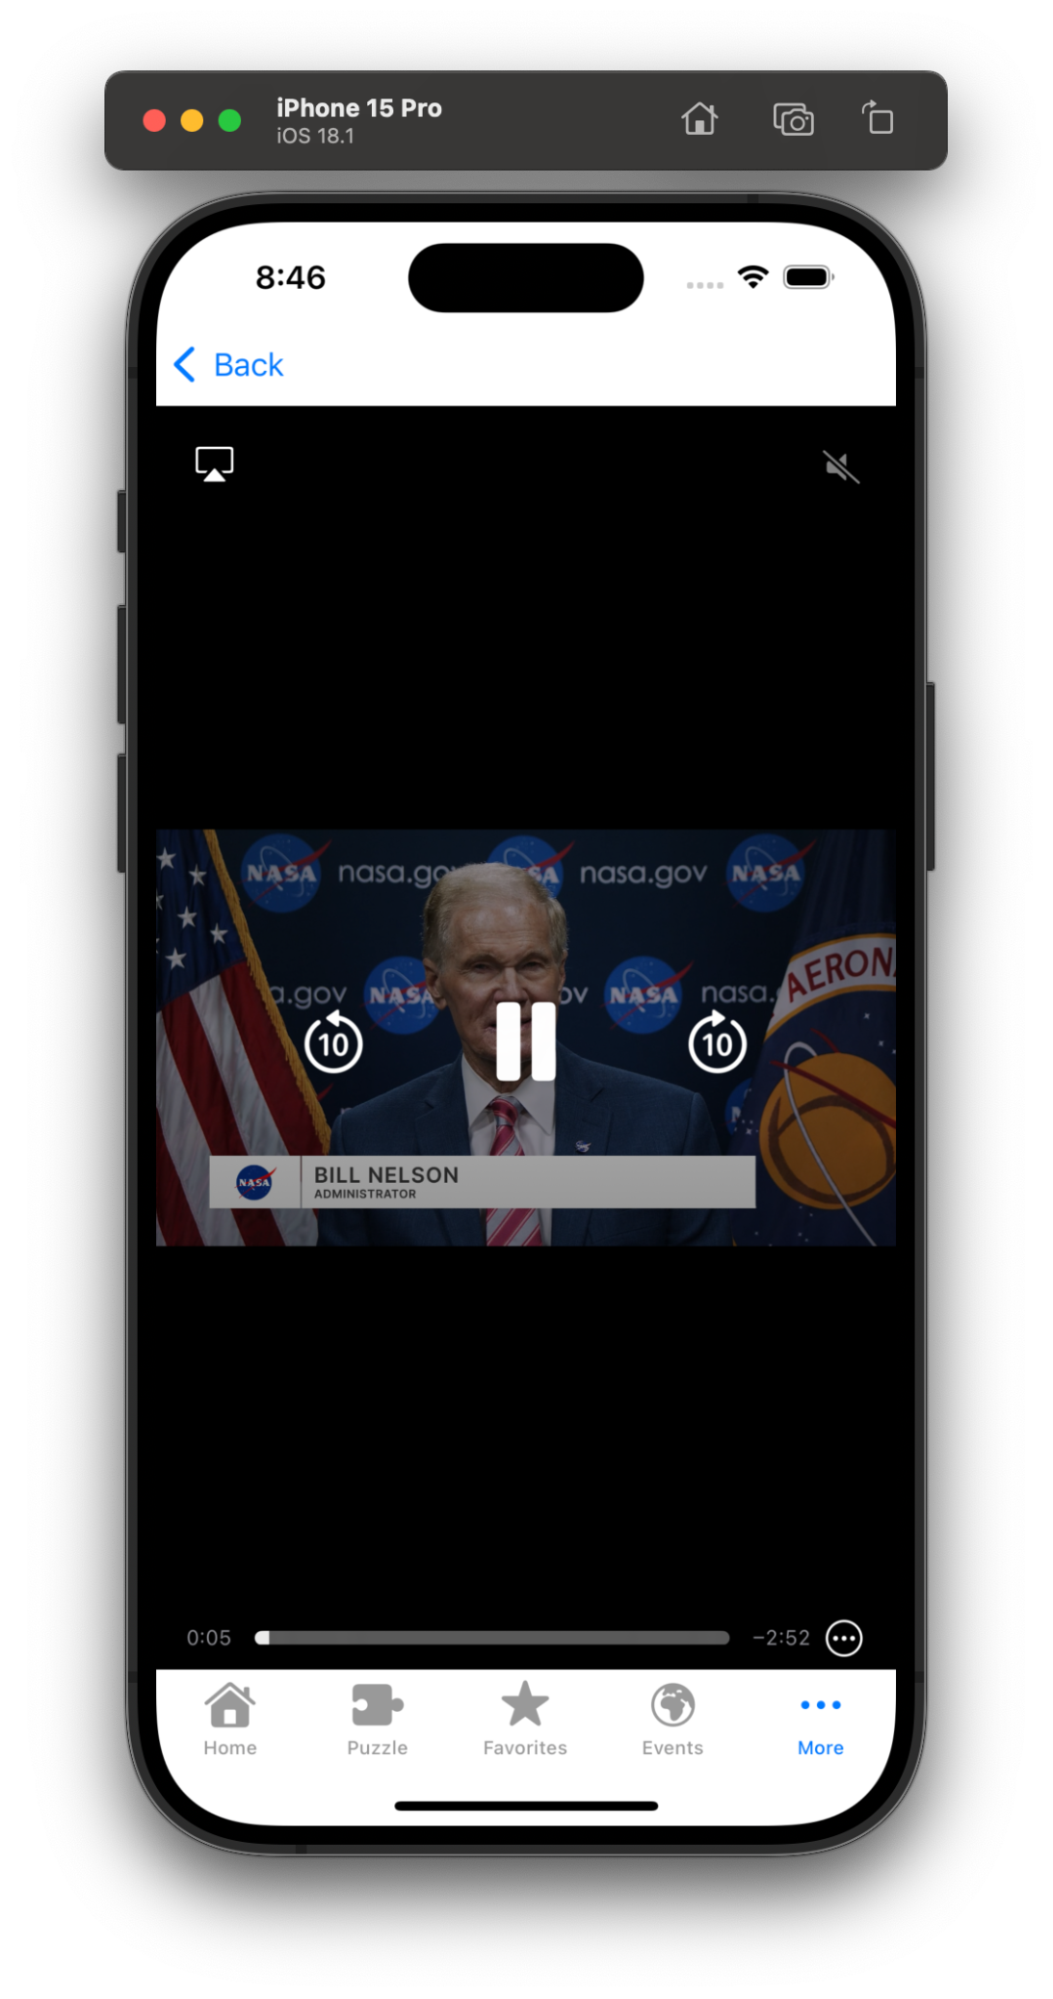 iPhone 15 Pro
iOS 18.1
8:46
Back
NASA nasa.gov NASA nasa.gov NASA
a.gov NASA ov NASA nasa.
AERON
10 10
NASA BILL NELSON
ADMINISTRATOR
0:05 −2:52
Home Puzzle Favorites Events More